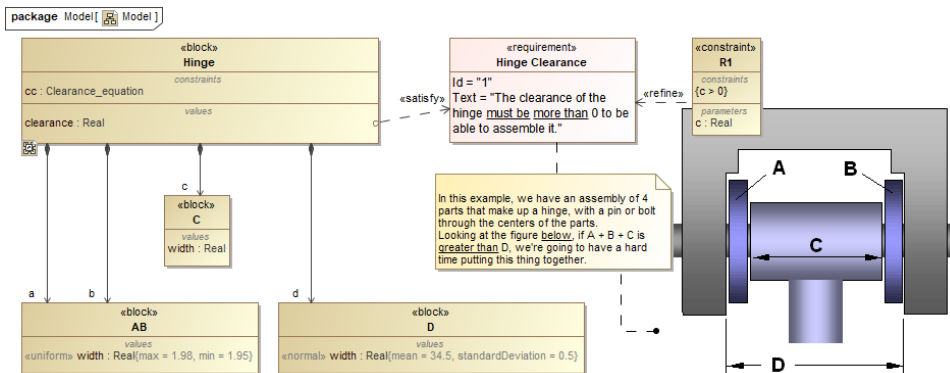 package Model [ Model ]
«block»
Hinge
constraints
cc : Clearance_equation
values
clearance : Real
c
«satisfy»
«requirement»
Hinge Clearance
Id = "1"
Text = "The clearance of the
hinge must be more than 0 to be
able to assemble it."
«refine»
«constraint»
R1
constraints
{c > 0}
parameters
c : Real
c
«block»
C
values
width : Real
In this example, we have an assembly of 4
parts that make up a hinge, with a pin or bolt
through the centers of the parts.
Looking at the figure below, if A + B + C is
greater than D, we're going to have a hard
time putting this thing together.
A
B
C
D
a
b
d
«block»
AB
values
«uniform» width : Real{max = 1.98, min = 1.95}
«block»
D
values
«normal» width : Real{mean = 34.5, standardDeviation = 0.5}